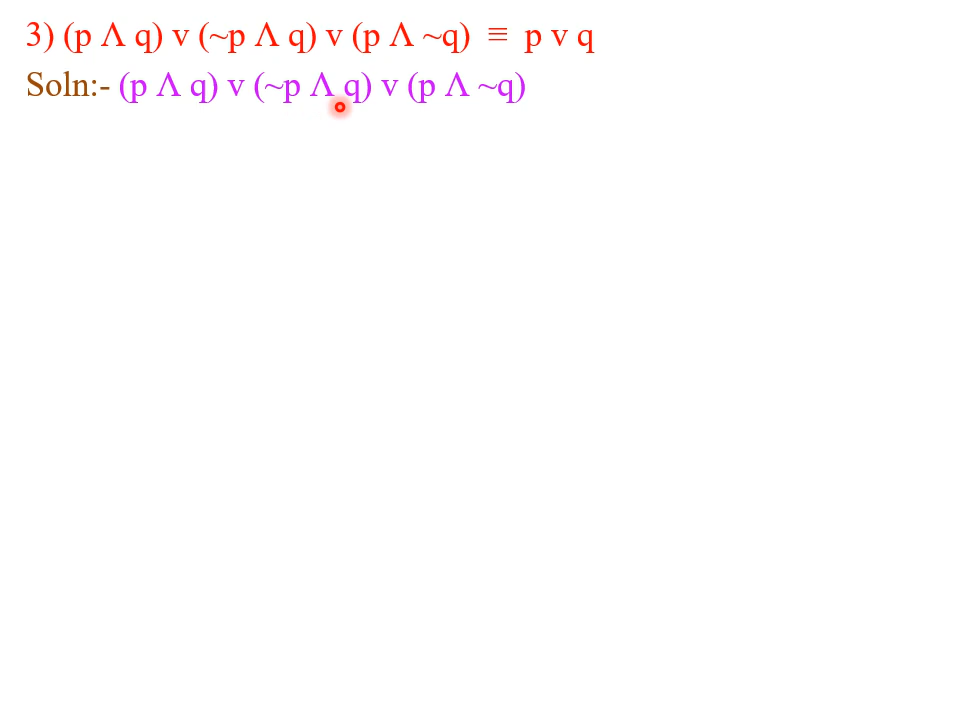 3) (p Λ q) v (~p Λ q) v (p Λ ~q) ≡ p v q
Soln:- (p Λ q) v (~p Λ q) v (p Λ ~q)